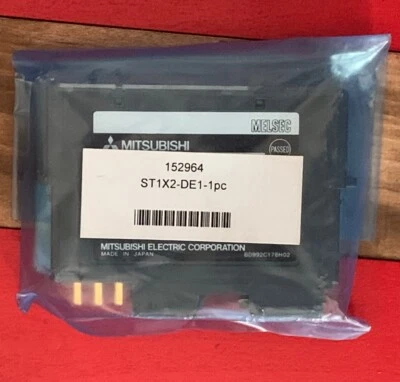 MELSEC
MITSUBISHI
PASSED
152964
ST1X2-DE1-1pc
MITSUBISHI ELECTRIC CORPORATION
MADE IN JAPAN